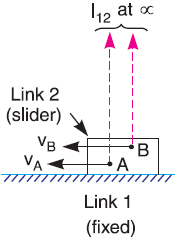 I12 at ∝
Link 2
(slider)
vB
B
vA
A
Link 1
(fixed)